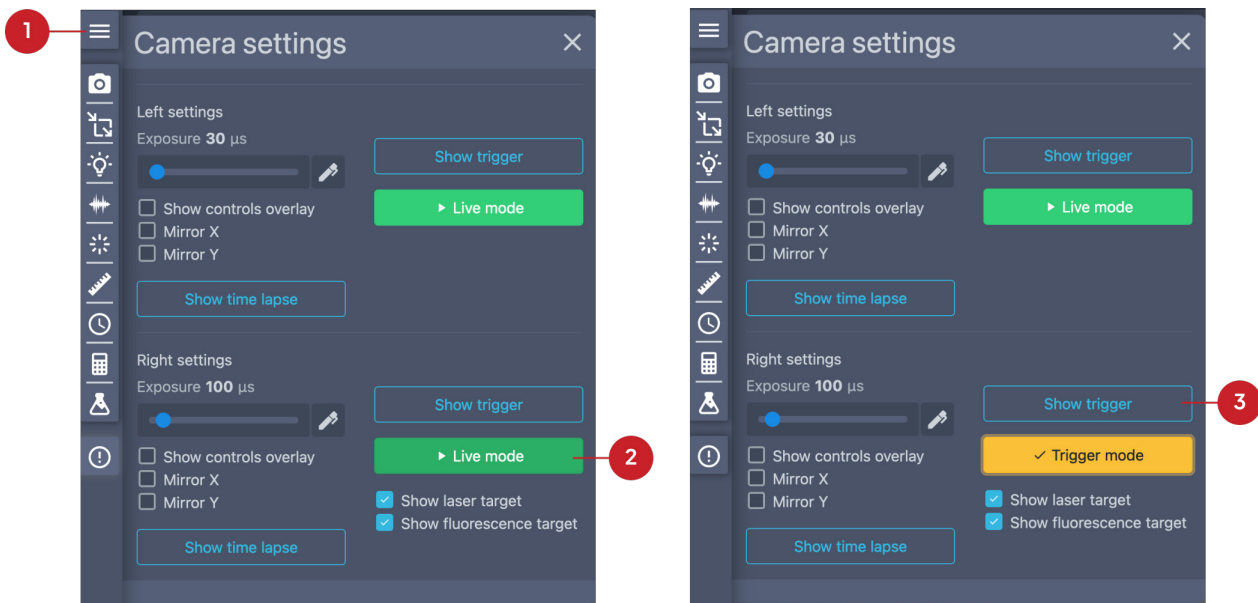 1
Camera settings
Left settings
Exposure 30 μs
Show trigger
Live mode
Show controls overlay
Mirror X
Mirror Y
Show time lapse
Right settings
Exposure 100 μs
Show trigger
Live mode
2
Show controls overlay
Mirror X
Mirror Y
Show laser target
Show fluorescence target
Show time lapse
Camera settings
Left settings
Exposure 30 μs
Show trigger
Live mode
Show controls overlay
Mirror X
Mirror Y
Show time lapse
Right settings
Exposure 100 μs
Show trigger
3
Trigger mode
Show controls overlay
Mirror X
Mirror Y
Show laser target
Show fluorescence target
Show time lapse